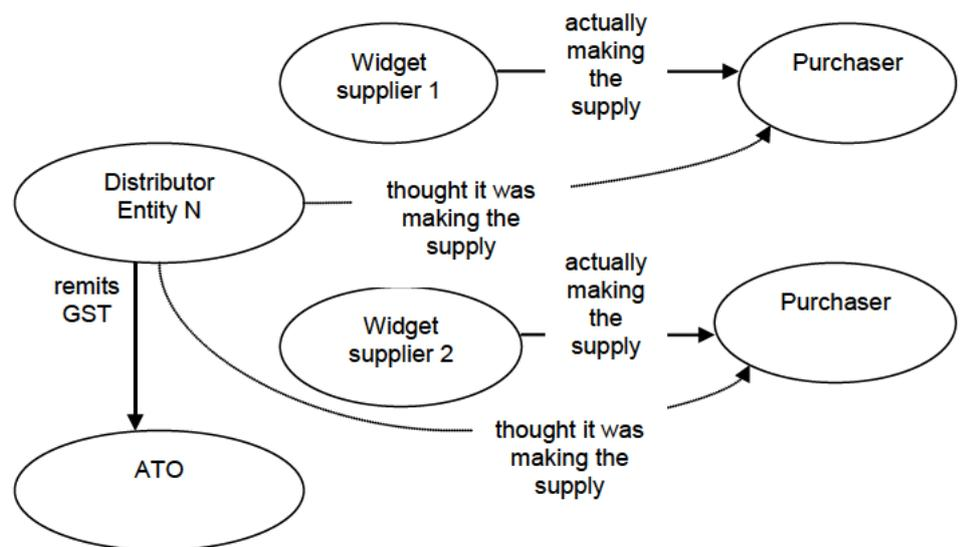 actually
making
the
supply
Widget
supplier 1
Purchaser
Distributor
Entity N
thought it was
making the
supply
remits
GST
actually
making
the
supply
Widget
supplier 2
Purchaser
thought it was
making the
supply
ATO